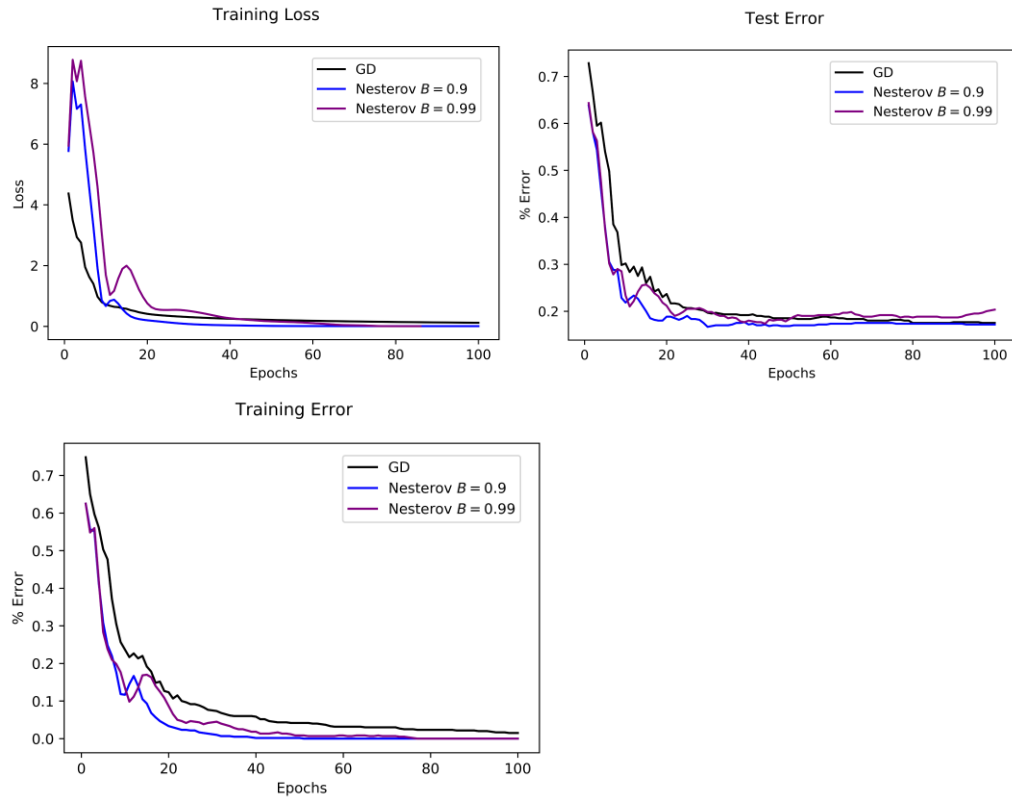 Training Loss
8
6
4
2
0
Loss
GD
Nesterov B = 0.9
Nesterov B = 0.99
0 20 40 60 80 100
Epochs
Test Error
0.7
0.6
0.5
0.4
0.3
0.2
% Error
GD
Nesterov B = 0.9
Nesterov B = 0.99
0 20 40 60 80 100
Epochs
Training Error
0.7
0.6
0.5
0.4
0.3
0.2
0.1
0.0
% Error
GD
Nesterov B = 0.9
Nesterov B = 0.99
0 20 40 60 80 100
Epochs